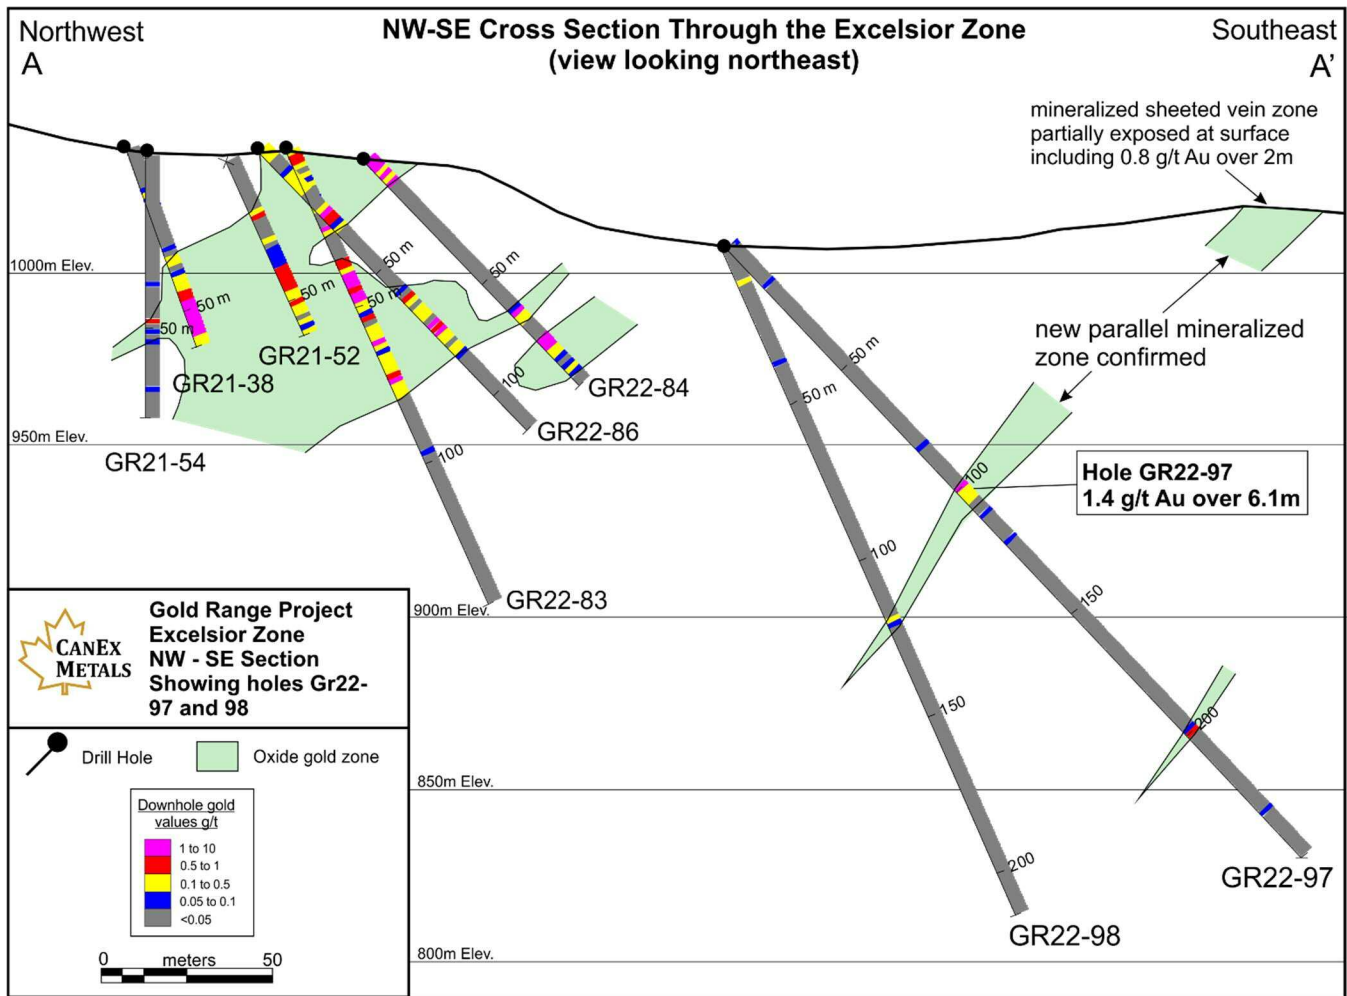 Northwest
A
NW-SE Cross Section Through the Excelsior Zone
(view looking northeast)
Southeast
A'
mineralized sheeted vein zone
partially exposed at surface
including 0.8 g/t Au over 2m
1000m Elev.
50 m
50 m
50 m
50 m
50 m
50 m
new parallel mineralized
zone confirmed
GR21-52
GR21-38
100
GR22-84
50 m
50 m
GR22-86
950m Elev.
GR21-54
100
100
Hole GR22-97
1.4 g/t Au over 6.1m
100
150
GR22-83
900m Elev.
CANEX
METALS
Gold Range Project
Excelsior Zone
NW - SE Section
Showing holes Gr22-
97 and 98
150
200
Drill Hole
Oxide gold zone
850m Elev.
Downhole gold
values g/t
1 to 10
0.5 to 1
0.1 to 0.5
0.05 to 0.1
<0.05
200
GR22-97
GR22-98
0 meters 50
800m Elev.